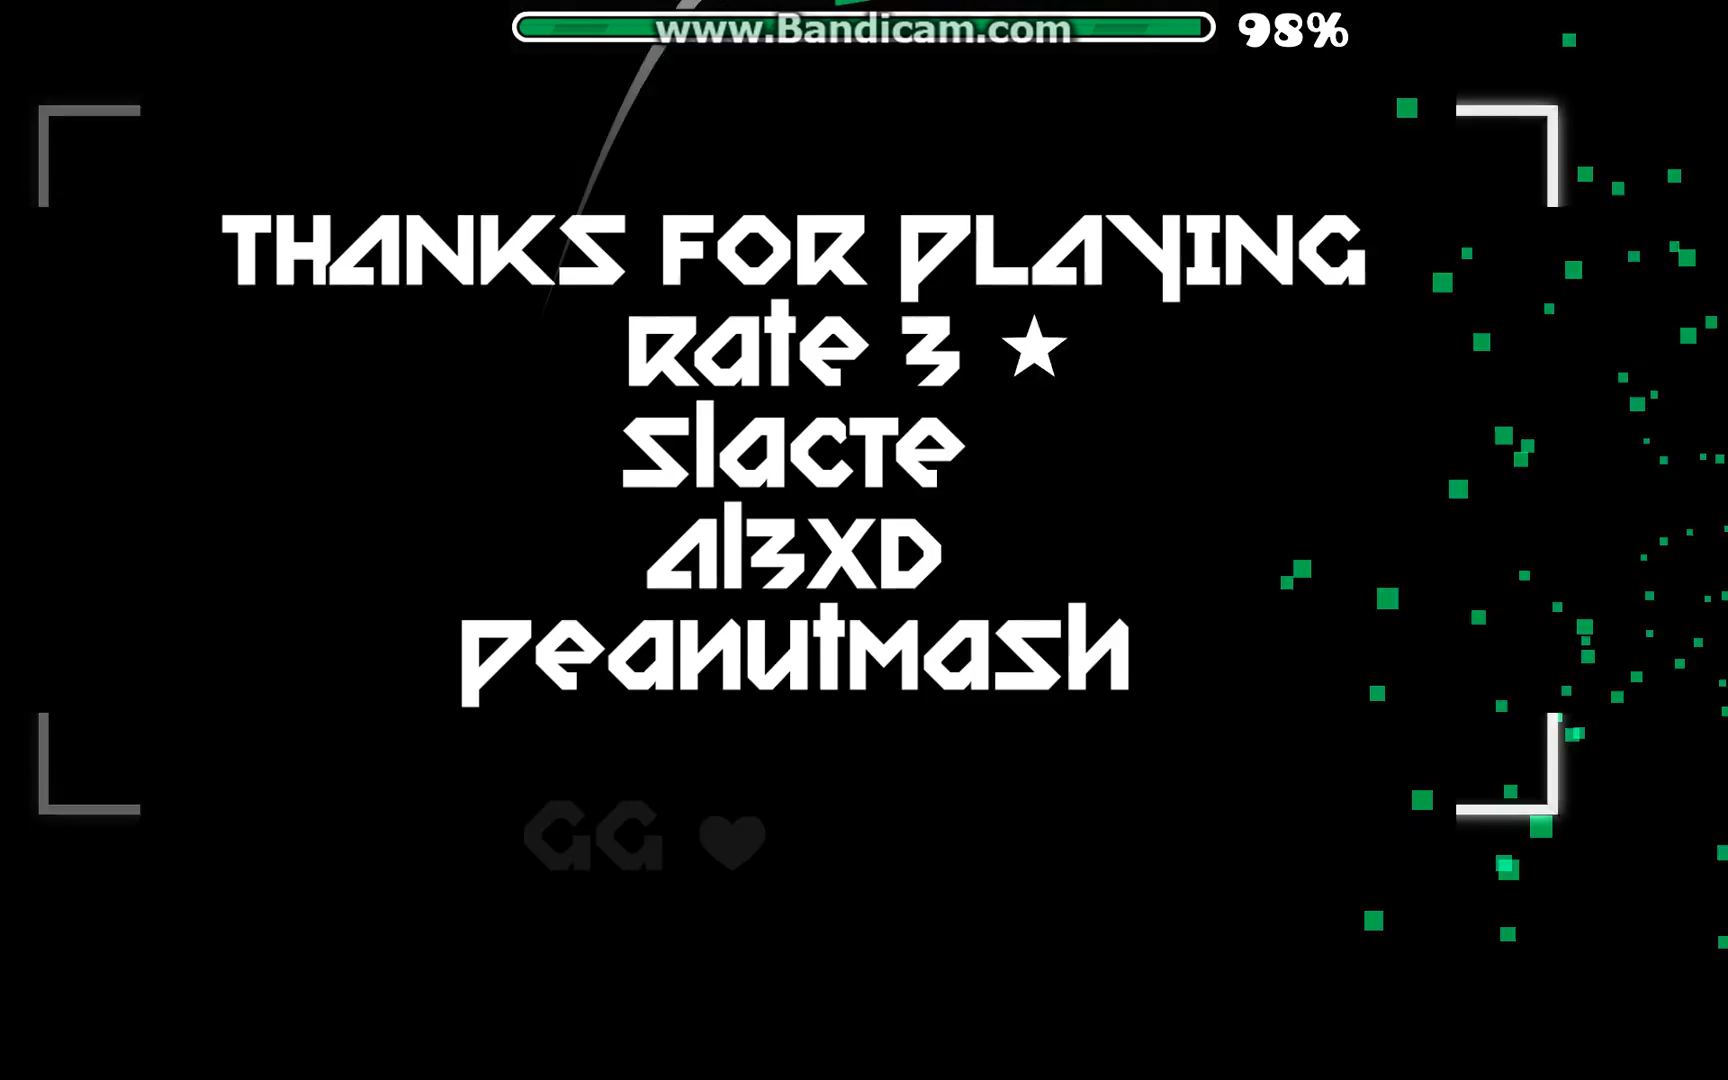 www.Bandicam.com 98%
THANKS FOR PLAYING
Rate 3 ★
Slacte
Al3XD
Peanutmash
GG ♥